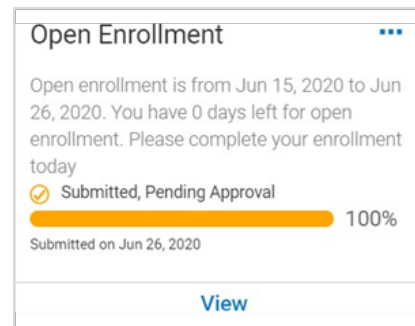 Open Enrollment
Open enrollment is from Jun 15, 2020 to Jun
26, 2020. You have 0 days left for open
enrollment. Please complete your enrollment
today
Submitted, Pending Approval
100%
Submitted on Jun 26, 2020
View